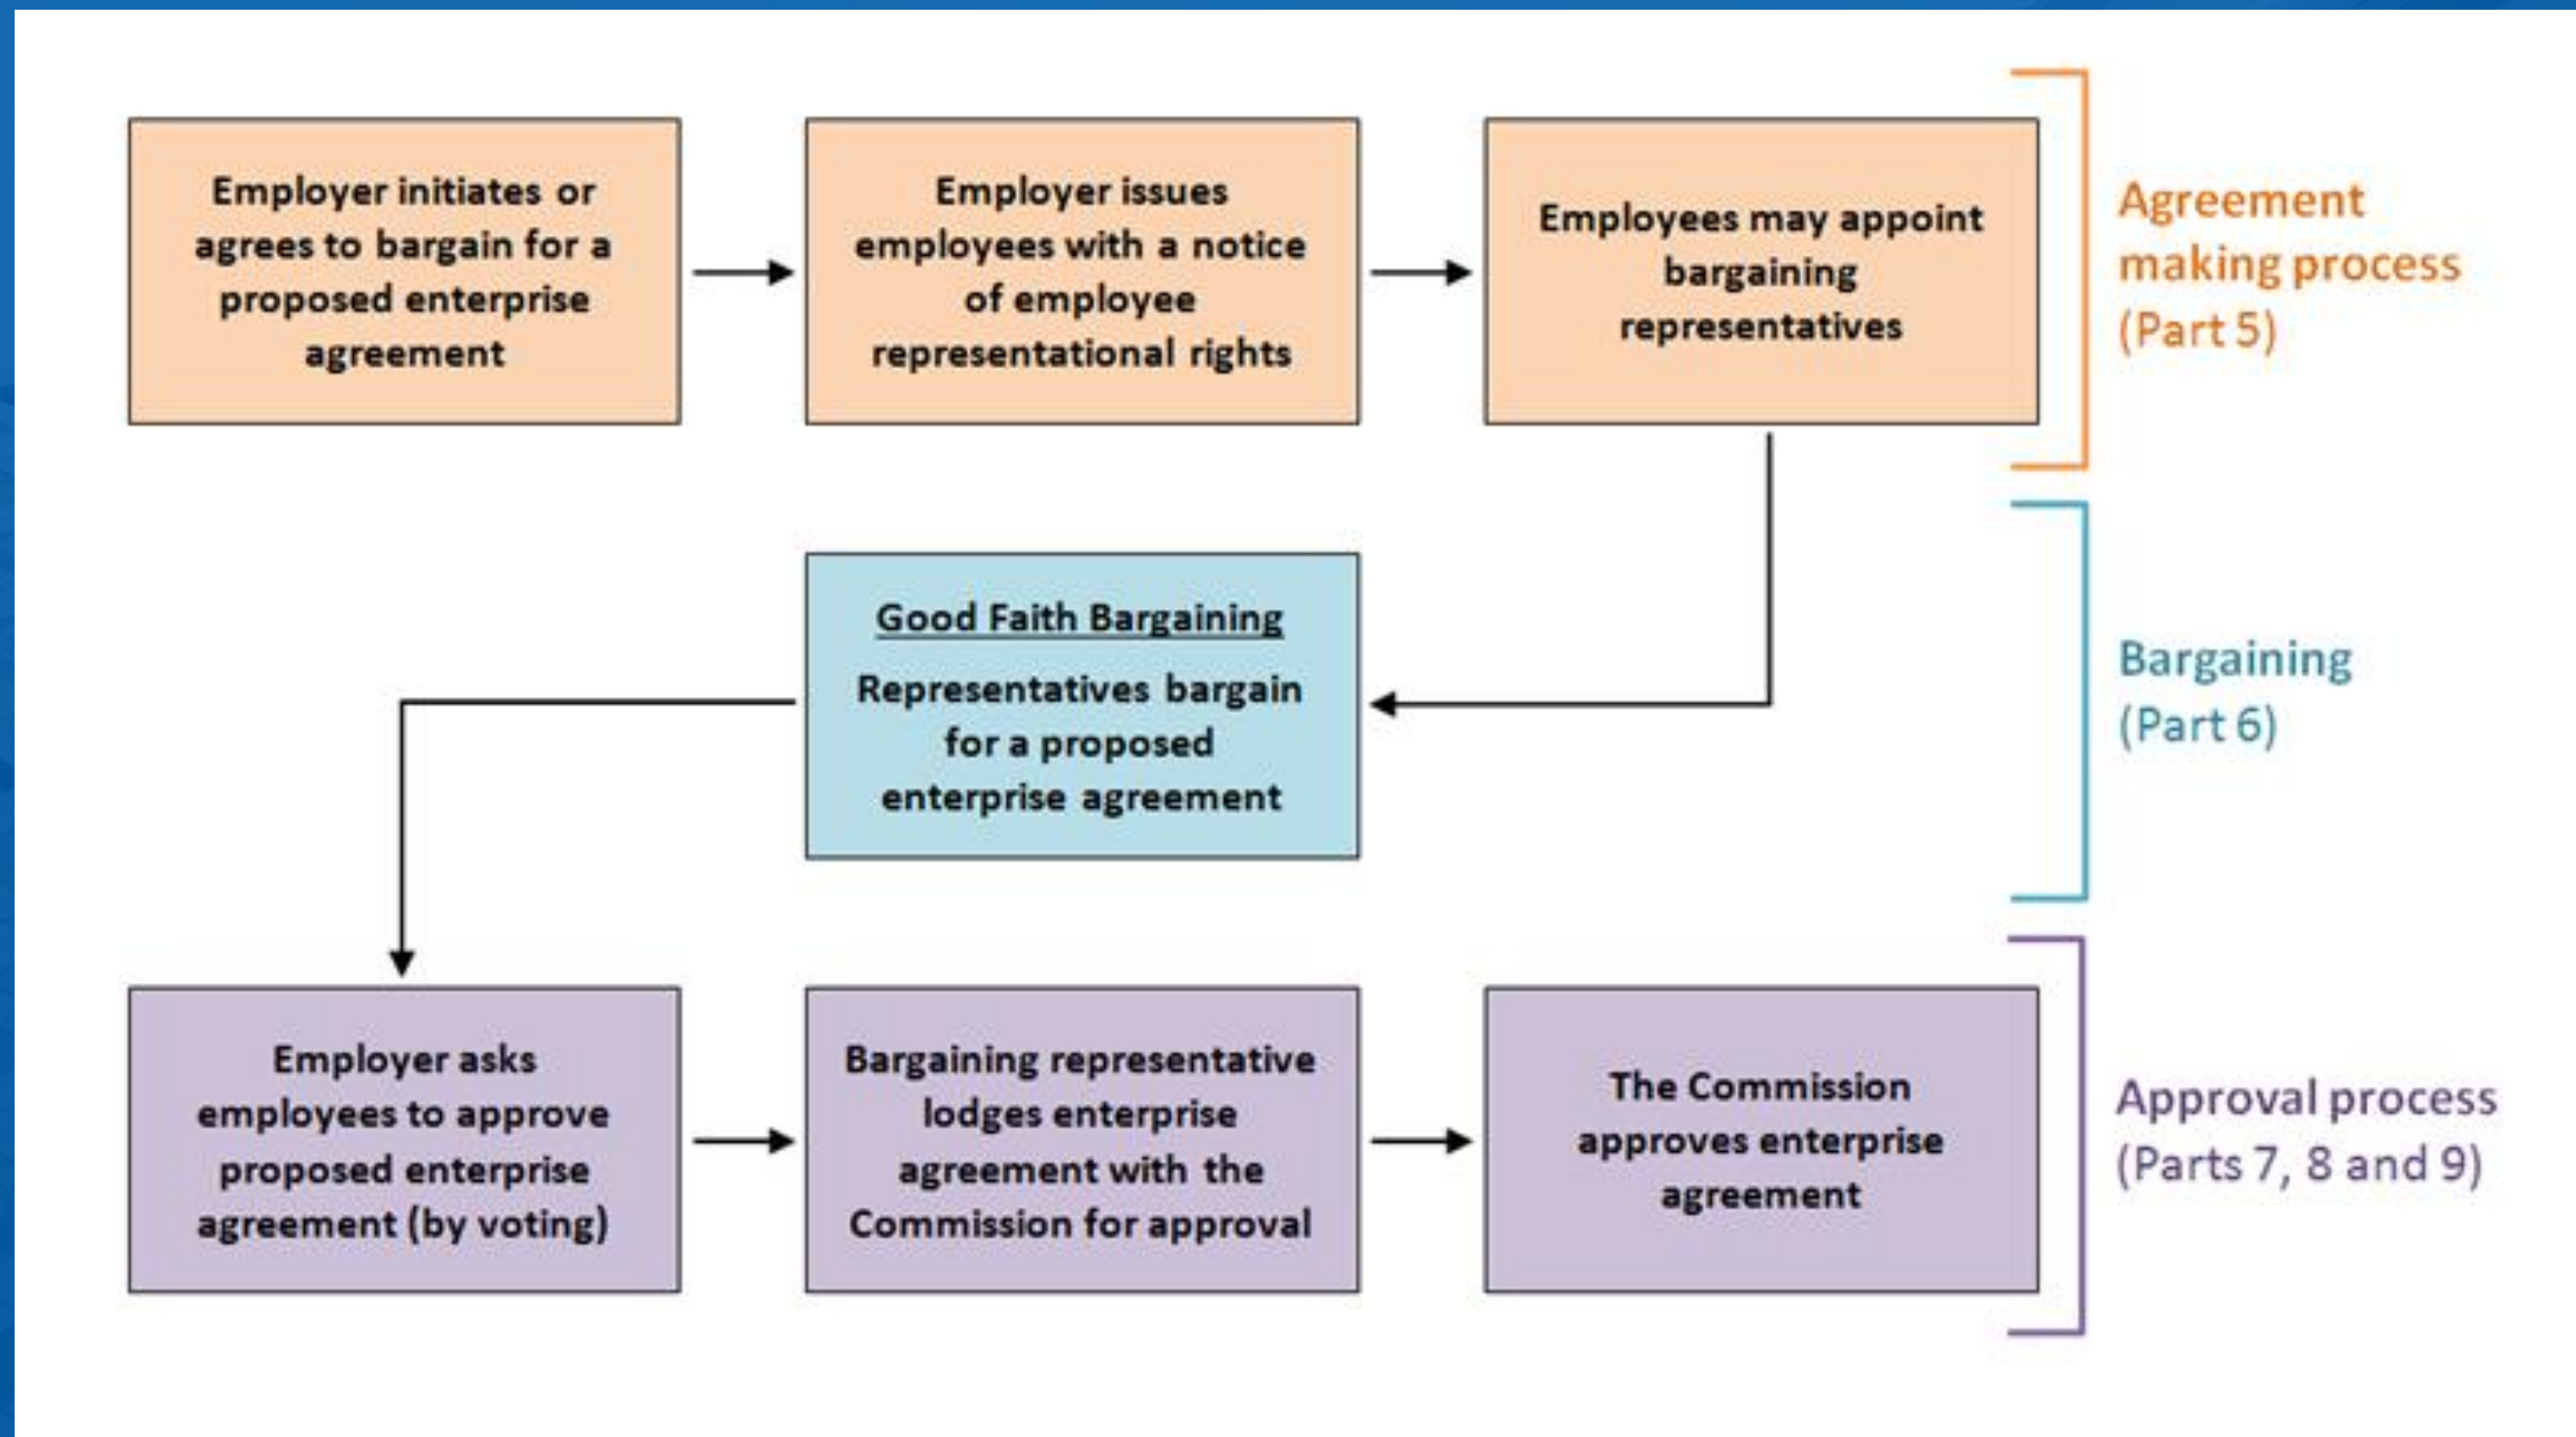 Employer initiates or
agrees to bargain for a
proposed enterprise
agreement
Employer issues
employees with a notice
of employee
representational rights
Employees may appoint
bargaining
representatives
Agreement
making process
(Part 5)
Good Faith Bargaining
Representatives bargain
for a proposed
enterprise agreement
Bargaining
(Part 6)
Employer asks
employees to approve
proposed enterprise
agreement (by voting)
Bargaining representative
lodges enterprise
agreement with the
Commission for approval
The Commission
approves enterprise
agreement
Approval process
(Parts 7, 8 and 9)